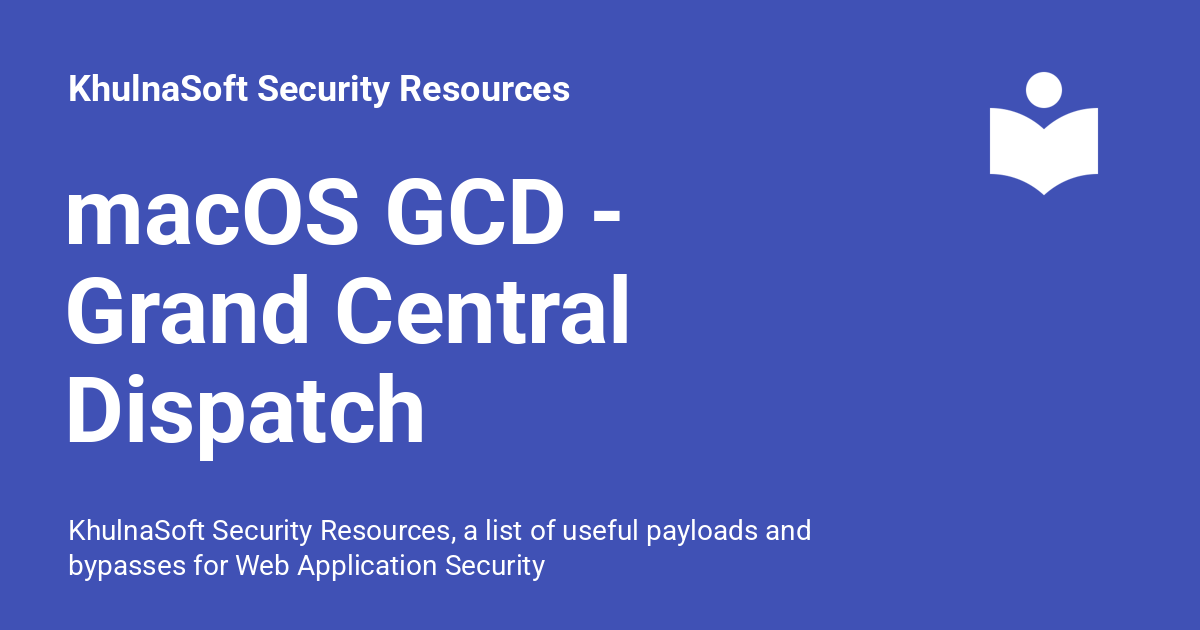 KhulnaSoft Security Resources
macOS GCD -
Grand Central
Dispatch
KhulnaSoft Security Resources, a list of useful payloads and
bypasses for Web Application Security